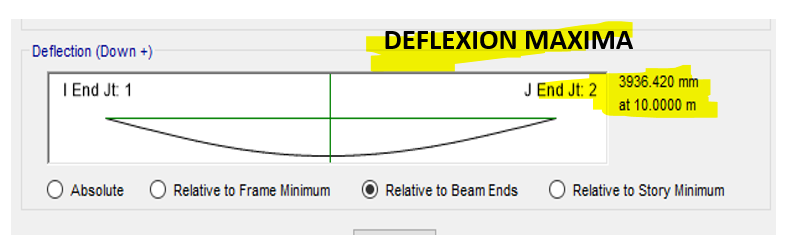 DEFLEXION MAXIMA
Deflection (Down +)
I End Jt: 1
J End Jt: 2
3936.420 mm
at 10.0000 m
Absolute
Relative to Frame Minimum
Relative to Beam Ends
Relative to Story Minimum